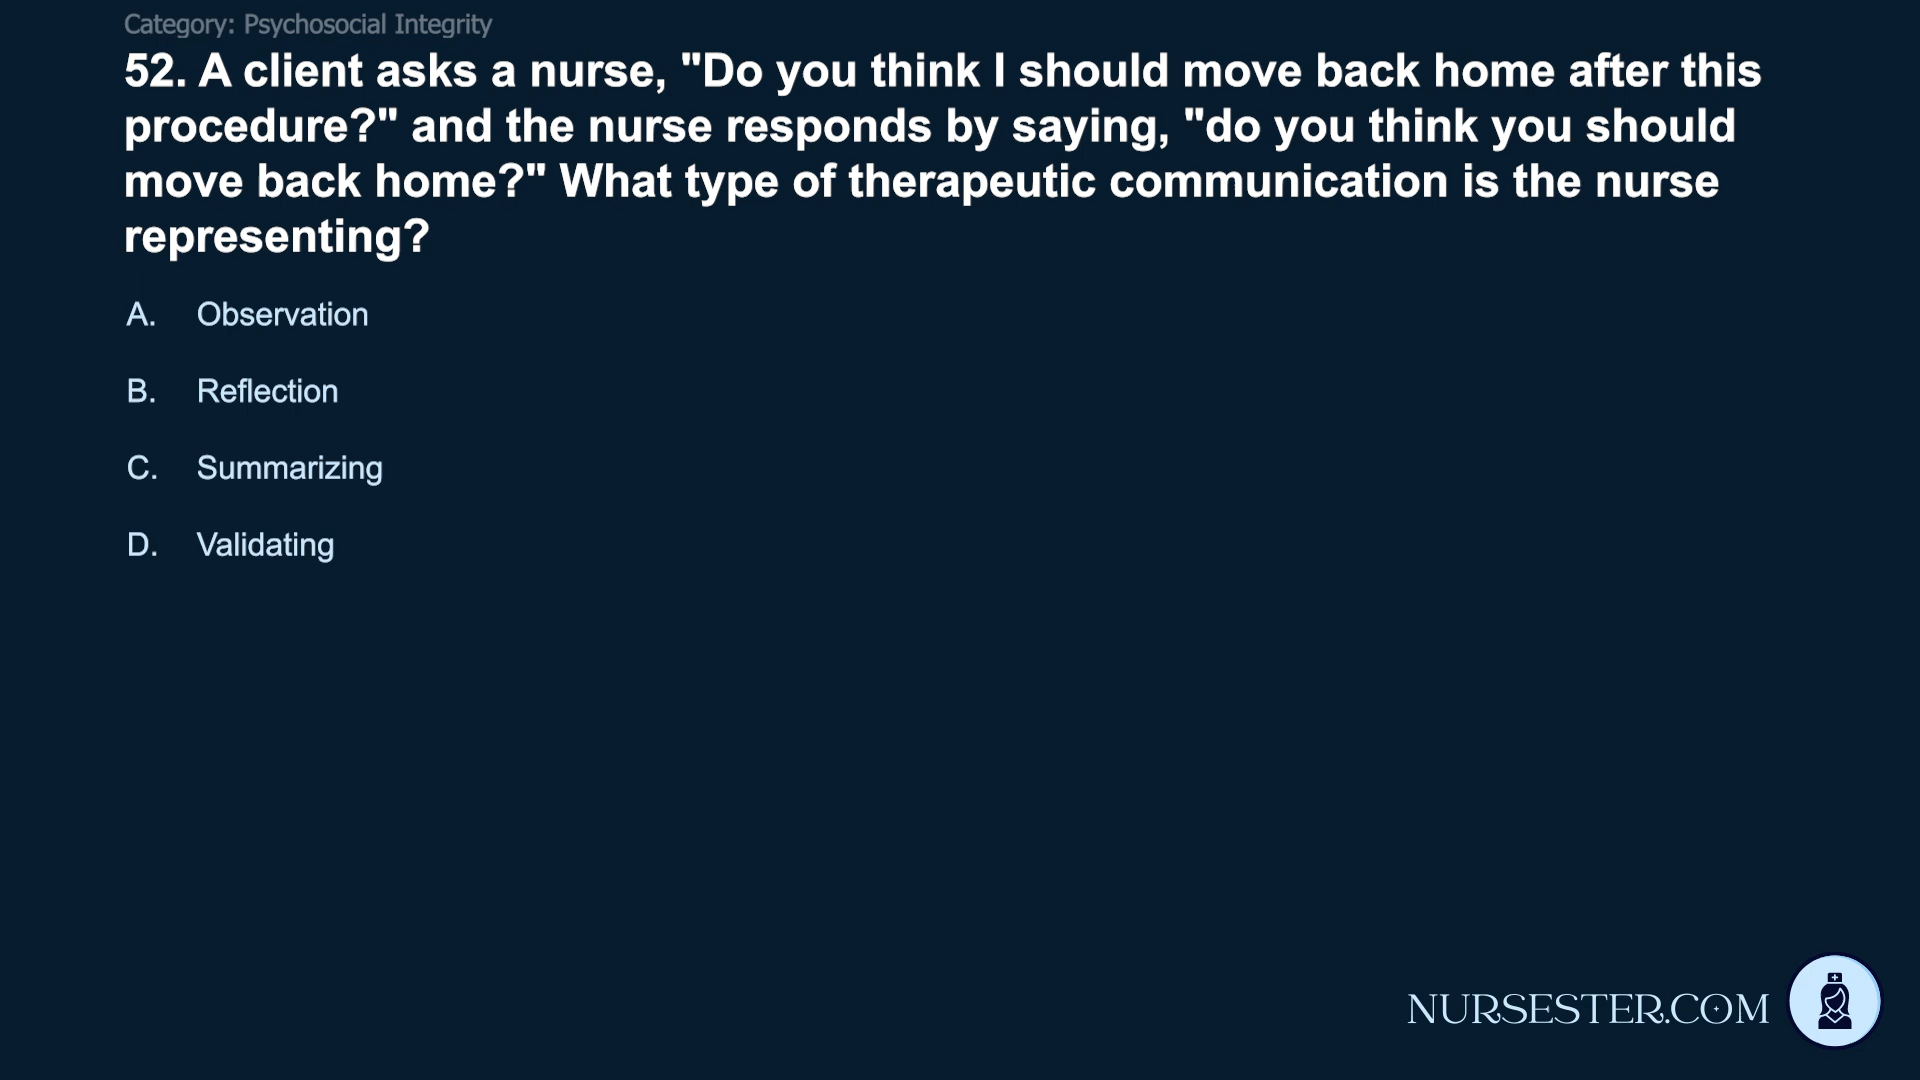 Category: Psychosocial Integrity
52. A client asks a nurse, "Do you think I should move back home after this
procedure?" and the nurse responds by saying, "do you think you should
move back home?" What type of therapeutic communication is the nurse
representing?
A. Observation
B. Reflection
C. Summarizing
D. Validating
NURSESTER.COM